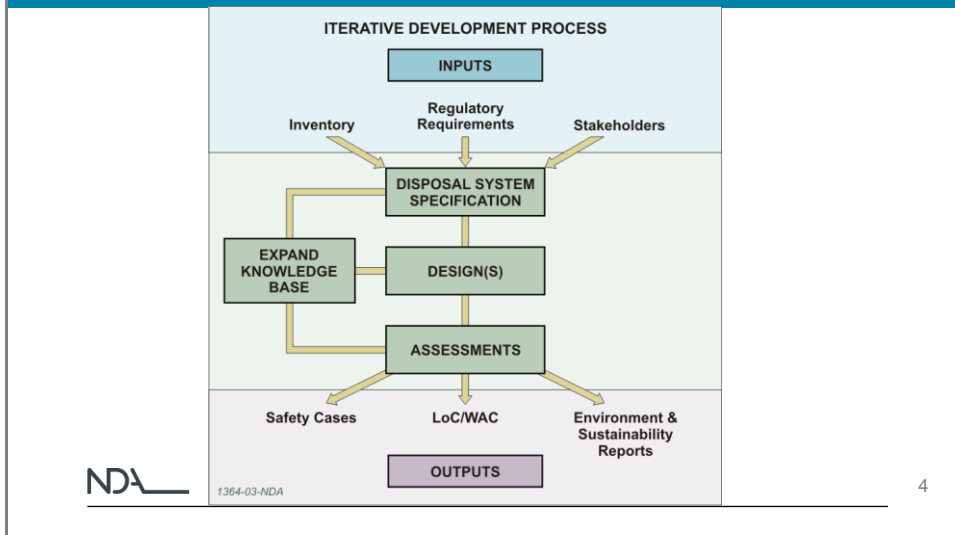 ITERATIVE DEVELOPMENT PROCESS
INPUTS
Inventory
Regulatory
Requirements
Stakeholders
DISPOSAL SYSTEM
SPECIFICATION
EXPAND
KNOWLEDGE
BASE
DESIGN(S)
ASSESSMENTS
Safety Cases
LoC/WAC
Environment &
Sustainability
Reports
OUTPUTS
1364-03-NDA
NDA
4